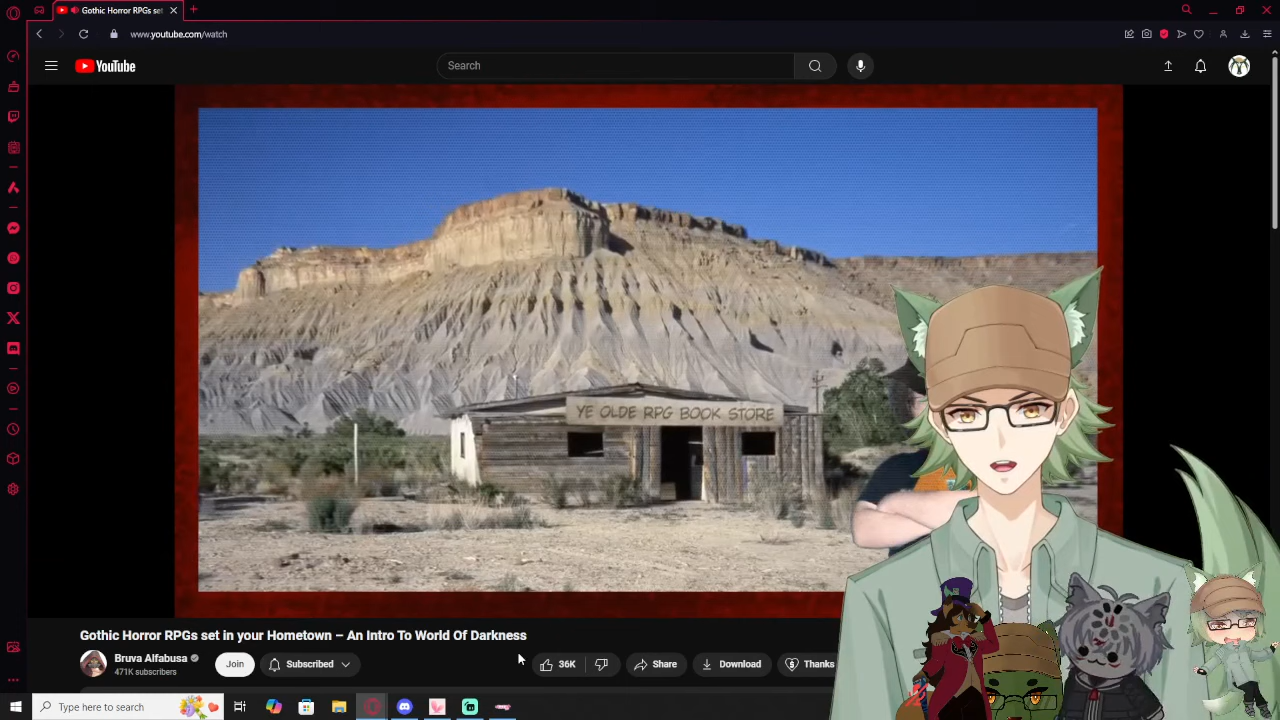 Gothic Horror RPGs set
www.youtube.com/watch
YouTube
Search
YE OLDE RPG BOOK STORE
Gothic Horror RPGs set in your Hometown – An Intro To World Of Darkness
Bruva Alfabusa
471K subscribers
Join
Subscribed
36K
Share
Download
Thanks
Type here to search